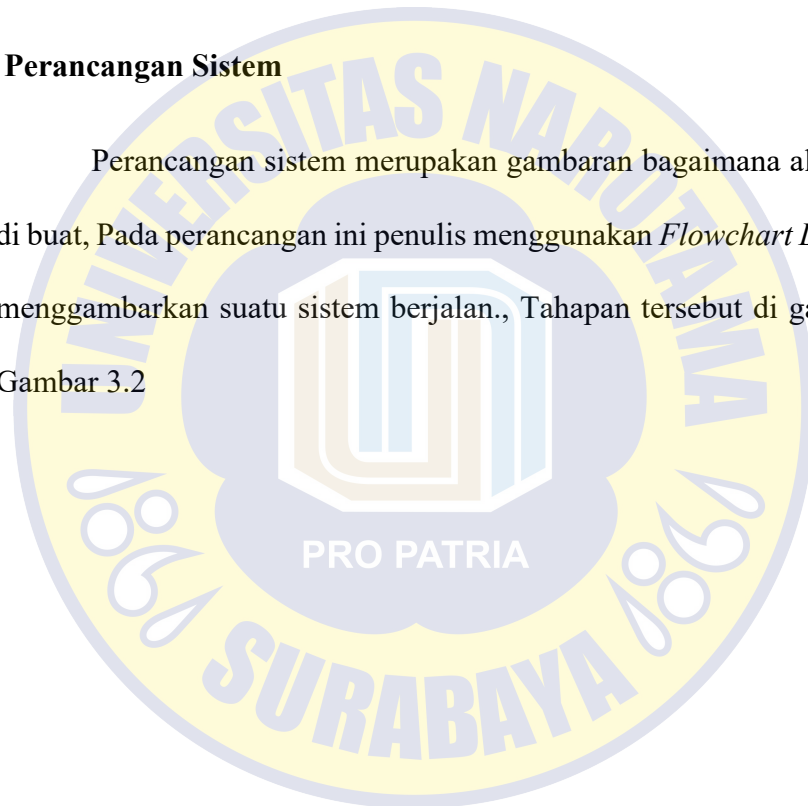 Perancangan Sistem
Perancangan sistem merupakan gambaran bagaimana
di buat, Pada perancangan ini penulis menggunakan Flowchart
menggambarkan suatu sistem berjalan., Tahapan tersebut di
Gambar 3.2
UNIVERSITAS NAROTAMA
PRO PATRIA
SURABAYA